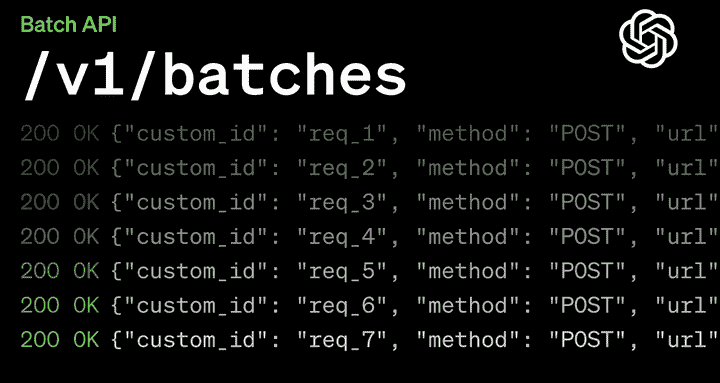 Batch API
/v1/batches
200 OK {"custom_id": "req_1", "method": "POST", "url"
200 OK {"custom_id": "req_2", "method": "POST", "url"
200 OK {"custom_id": "req_3", "method": "POST", "url"
200 OK {"custom_id": "req_4", "method": "POST", "url"
200 OK {"custom_id": "req_5", "method": "POST", "url"
200 OK {"custom_id": "req_6", "method": "POST", "url"
200 OK {"custom_id": "req_7", "method": "POST", "url"